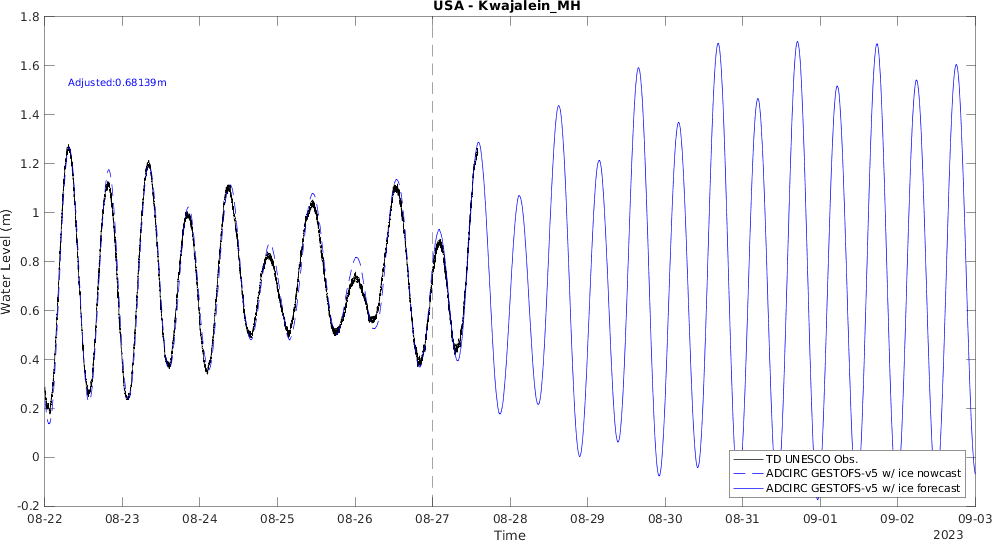 USA - Kwajalein_MH
1.8
1.6
1.4
1.2
1
0.8
0.6
0.4
0.2
0
-0.2
Water Level (m)
Adjusted:0.68139m
TD UNESCO Obs.
ADCIRC GESTOFS-v5 w/ ice nowcast
ADCIRC GESTOFS-v5 w/ ice forecast
08-22 08-23 08-24 08-25 08-26 08-27 08-28 08-29 08-30 08-31 09-01 09-02 09-03
Time
2023